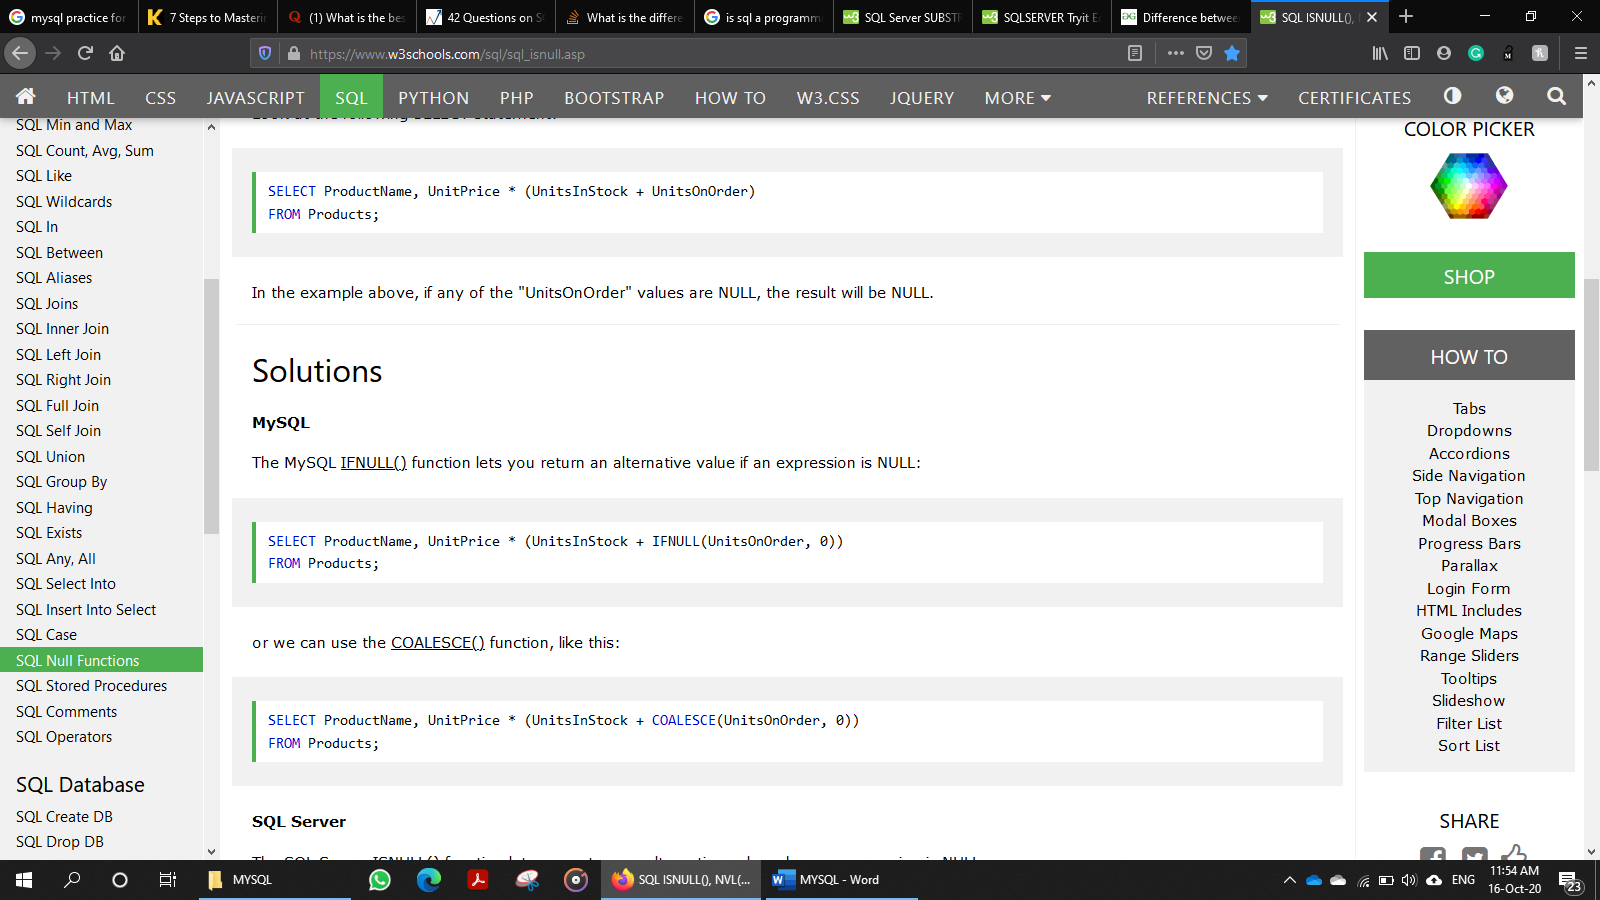 mysql practice for
7 Steps to Masterin
(1) What is the bes
42 Questions on SQ
What is the differe
is sql a programm
SQL Server SUBSTR
SQLSERVER Tryit E
Difference betwee
SQL ISNULL(),
https://www.w3schools.com/sql/sql_isnull.asp
HTML
CSS
JAVASCRIPT
SQL
PYTHON
PHP
BOOTSTRAP
HOW TO
W3.CSS
JQUERY
MORE
REFERENCES
CERTIFICATES
SQL Min and Max
SQL Count, Avg, Sum
SQL Like
SQL Wildcards
SQL In
SQL Between
SQL Aliases
SQL Joins
SQL Inner Join
SQL Left Join
SQL Right Join
SQL Full Join
SQL Self Join
SQL Union
SQL Group By
SQL Having
SQL Exists
SQL Any, All
SQL Select Into
SQL Insert Into Select
SQL Case
SQL Null Functions
SQL Stored Procedures
SQL Comments
SQL Operators
SQL Database
SQL Create DB
SQL Drop DB
SELECT ProductName, UnitPrice * (UnitsInStock + UnitsOnOrder)
FROM Products;
In the example above, if any of the "UnitsOnOrder" values are NULL, the result will be NULL.
Solutions
MySQL
The MySQL IFNULL() function lets you return an alternative value if an expression is NULL:
SELECT ProductName, UnitPrice * (UnitsInStock + IFNULL(UnitsOnOrder, 0))
FROM Products;
or we can use the COALESCE() function, like this:
SELECT ProductName, UnitPrice * (UnitsInStock + COALESCE(UnitsOnOrder, 0))
FROM Products;
SQL Server
COLOR PICKER
SHOP
HOW TO
Tabs
Dropdowns
Accordions
Side Navigation
Top Navigation
Modal Boxes
Progress Bars
Parallax
Login Form
HTML Includes
Google Maps
Range Sliders
Tooltips
Slideshow
Filter List
Sort List
SHARE
MYSQL
SQL ISNULL(), NVL(...
MYSQL - Word
ENG
11:54 AM
16-Oct-20
23